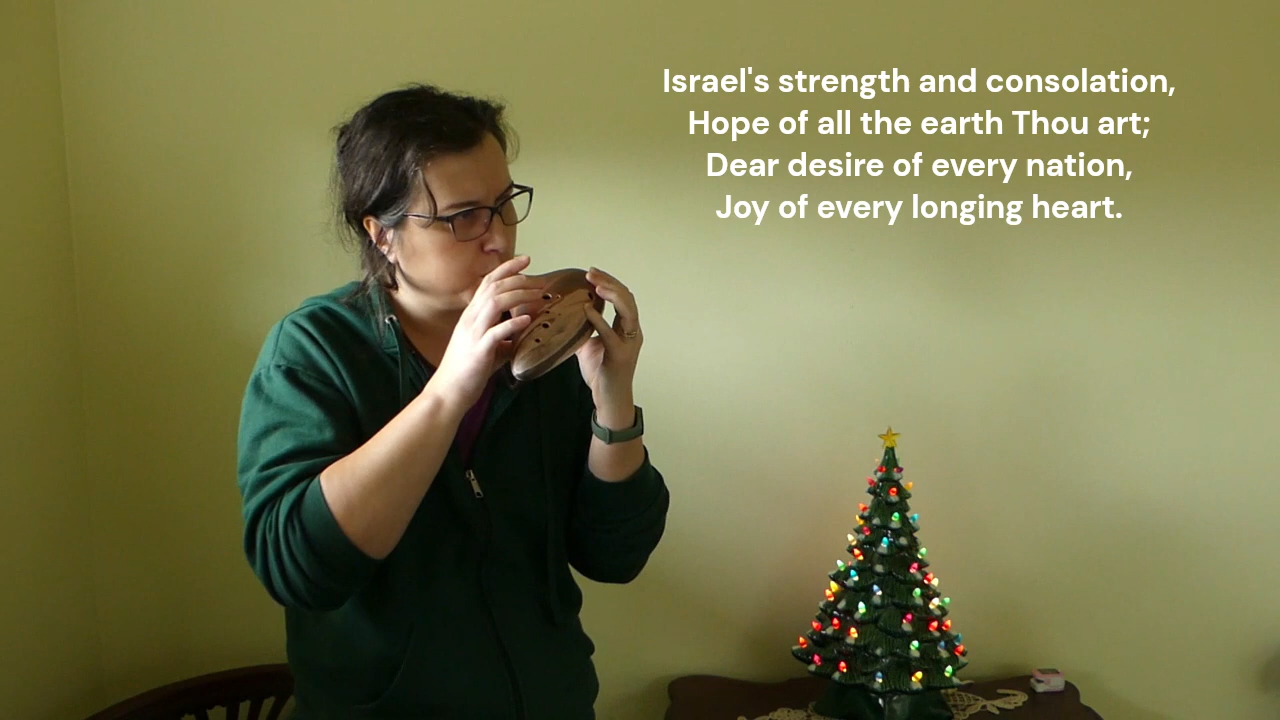 Israel's strength and consolation,
Hope of all the earth Thou art;
Dear desire of every nation,
Joy of every longing heart.